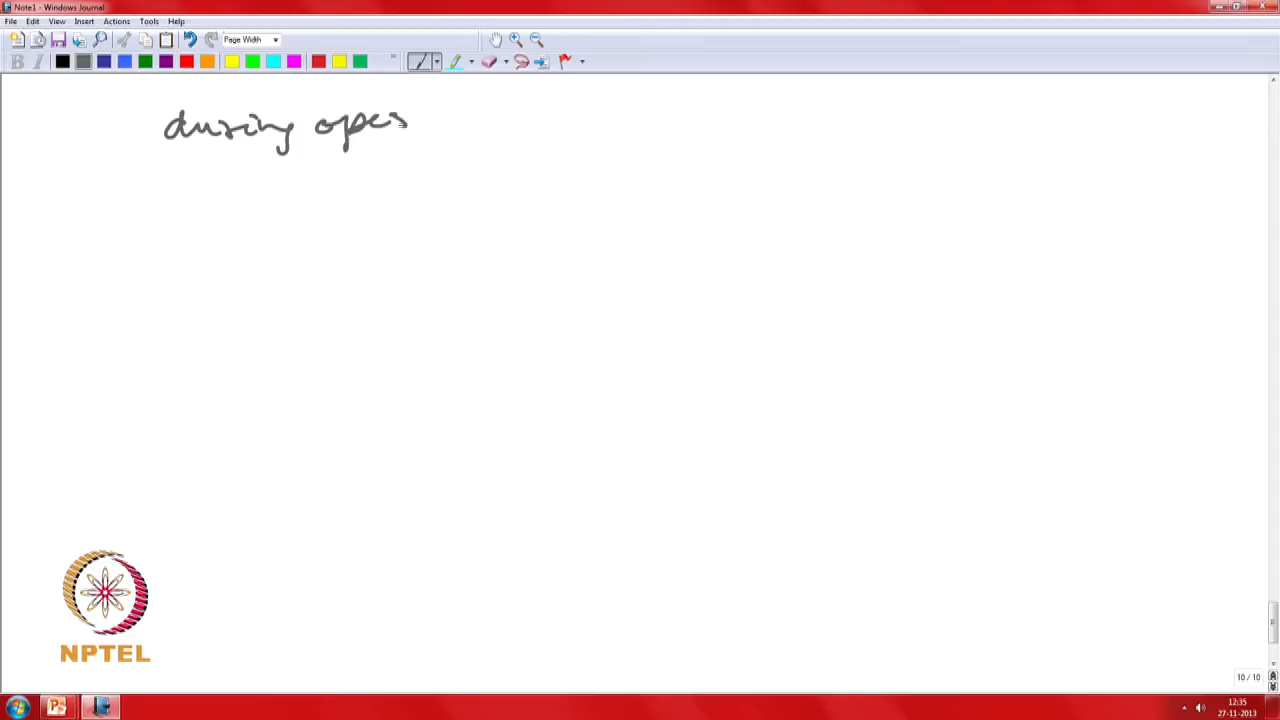 Note1 - Windows Journal
File Edit View Insert Actions Tools Help
Page Width
B I
during oper
NPTEL
10 / 10
12:35
27-11-2013